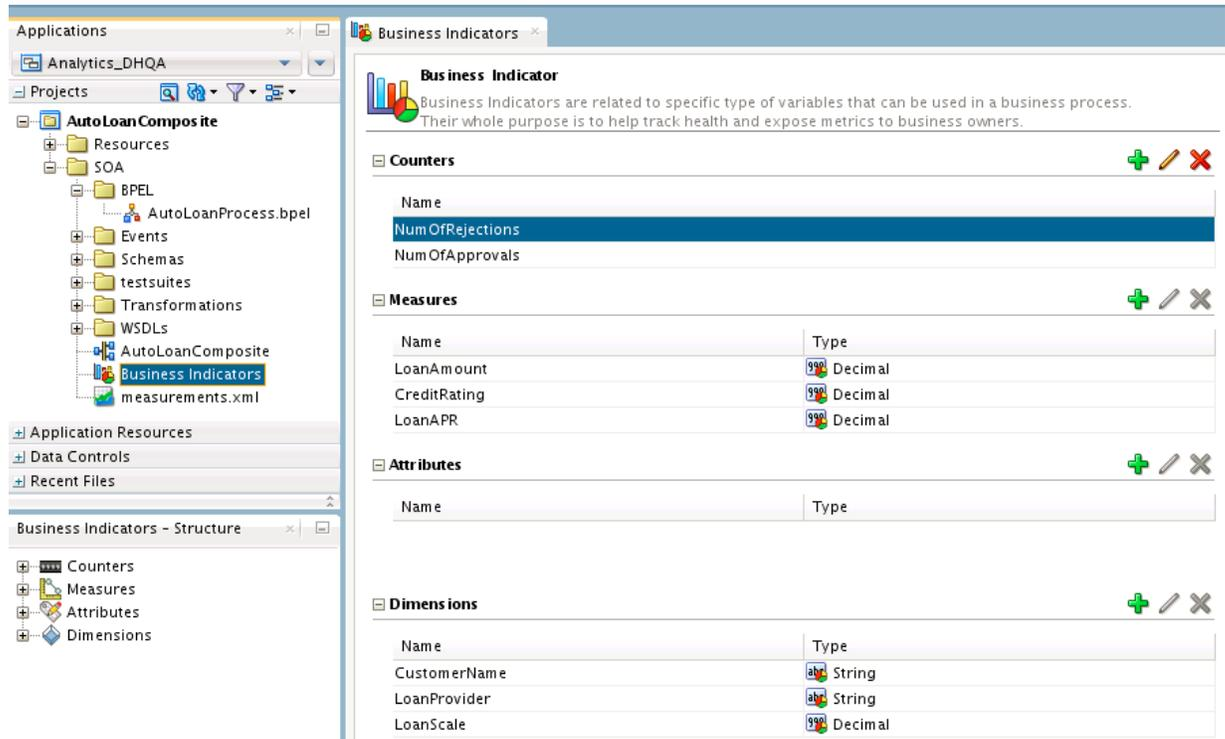 Applications
Analytics_DHQA
Projects
AutoLoanComposite
Resources
SOA
BPEL
AutoLoanProcess.bpel
Events
Schemas
testsuites
Transformations
WSDLs
AutoLoanComposite
Business Indicators
measurements.xml
Application Resources
Data Controls
Recent Files
Business Indicators - Structure
Counters
Measures
Attributes
Dimensions
Business Indicators
Business Indicator
Business Indicators are related to specific type of variables that can be used in a business process.
Their whole purpose is to help track health and expose metrics to business owners.
Counters
Name
NumOfRejections
NumOfApprovals
Measures
Name Type
LoanAmount Decimal
CreditRating Decimal
LoanAPR Decimal
Attributes
Name Type
Dimensions
Name Type
CustomerName String
LoanProvider String
LoanScale Decimal